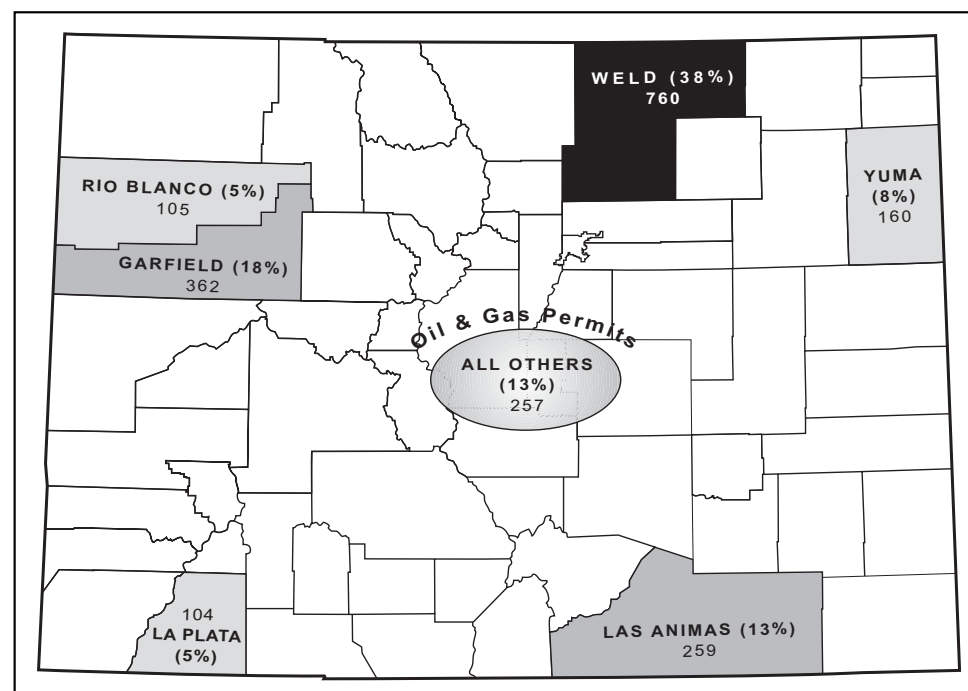 WELD (38%)
760
YUMA
(8%)
160
RIO BLANCO (5%)
105
GARFIELD (18%)
362
Oil & Gas Permits
ALL OTHERS
(13%)
257
104
LA PLATA
(5%)
LAS ANIMAS (13%)
259